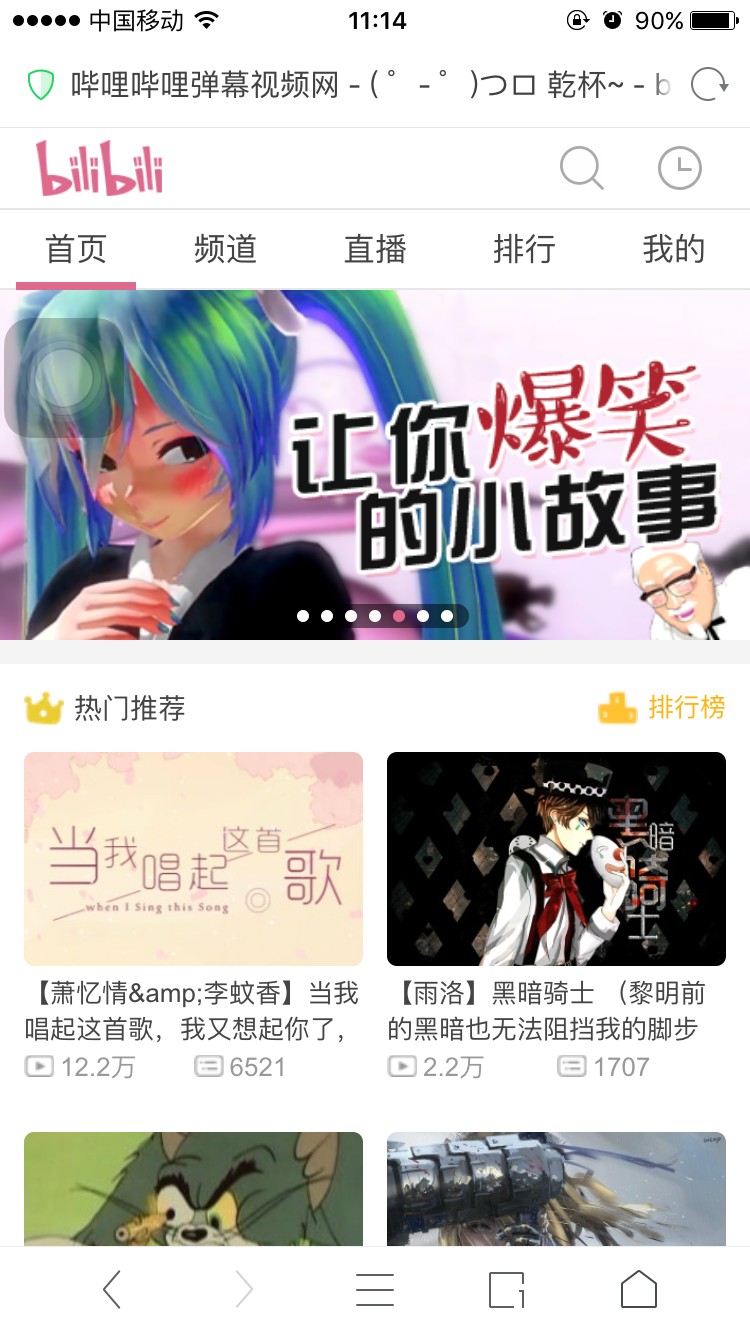 中国移动 11:14 90%
哔哩哔哩弹幕视频网 - ( ゜- ゜)つロ 乾杯~ - b
bilibili
首页 频道 直播 排行 我的
让你爆笑
的小故事
热门推荐 排行榜
当我唱起这首歌
when I Sing this Song
黑暗骑士
【萧忆情&amp;李蚊香】当我
唱起这首歌，我又想起你了，
12.2万 6521
【雨洛】黑暗骑士 （黎明前
的黑暗也无法阻挡我的脚步
2.2万 1707
1